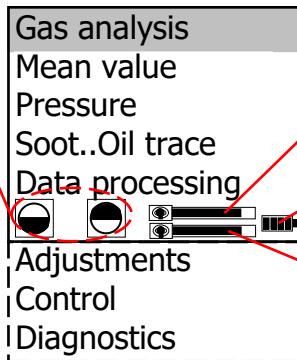 Gas analysis
Mean value
Pressure
Soot..Oil trace
Data processing
Adjustments
Control
Diagnostics